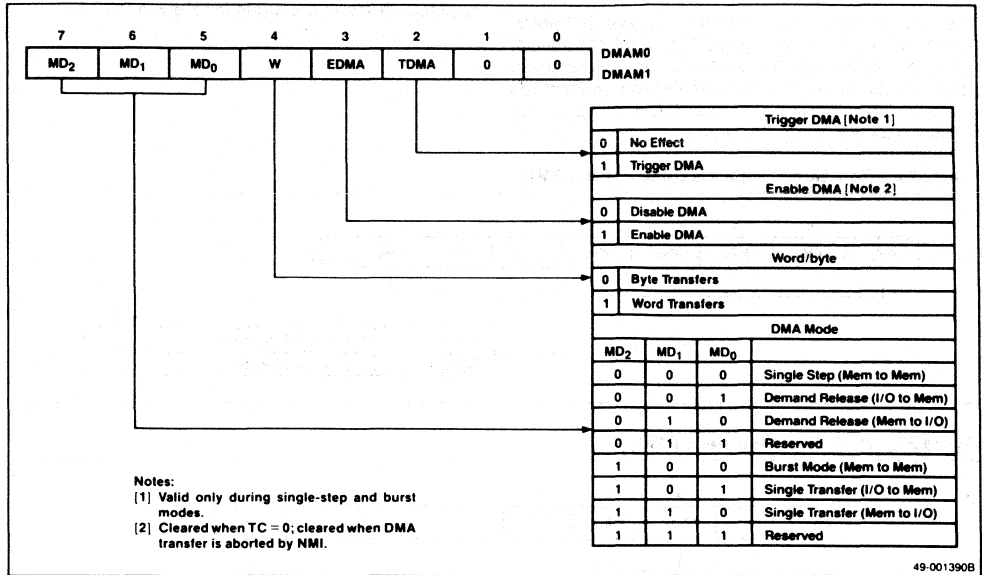 7 6 5 4 3 2 1 0
MD2 MD1 MD0 W EDMA TDMA 0 0
DMAM0
DMAM1
Trigger DMA [Note 1]
0 No Effect
1 Trigger DMA
Enable DMA [Note 2]
0 Disable DMA
1 Enable DMA
Word/byte
0 Byte Transfers
1 Word Transfers
DMA Mode
MD2 MD1 MD0
0 0 0 Single Step (Mem to Mem)
0 0 1 Demand Release (I/O to Mem)
0 1 0 Demand Release (Mem to I/O)
0 1 1 Reserved
1 0 0 Burst Mode (Mem to Mem)
1 0 1 Single Transfer (I/O to Mem)
1 1 0 Single Transfer (Mem to I/O)
1 1 1 Reserved
Notes:
[1] Valid only during single-step and burst
modes.
[2] Cleared when TC = 0; cleared when DMA
transfer is aborted by NMI.
49-001390B